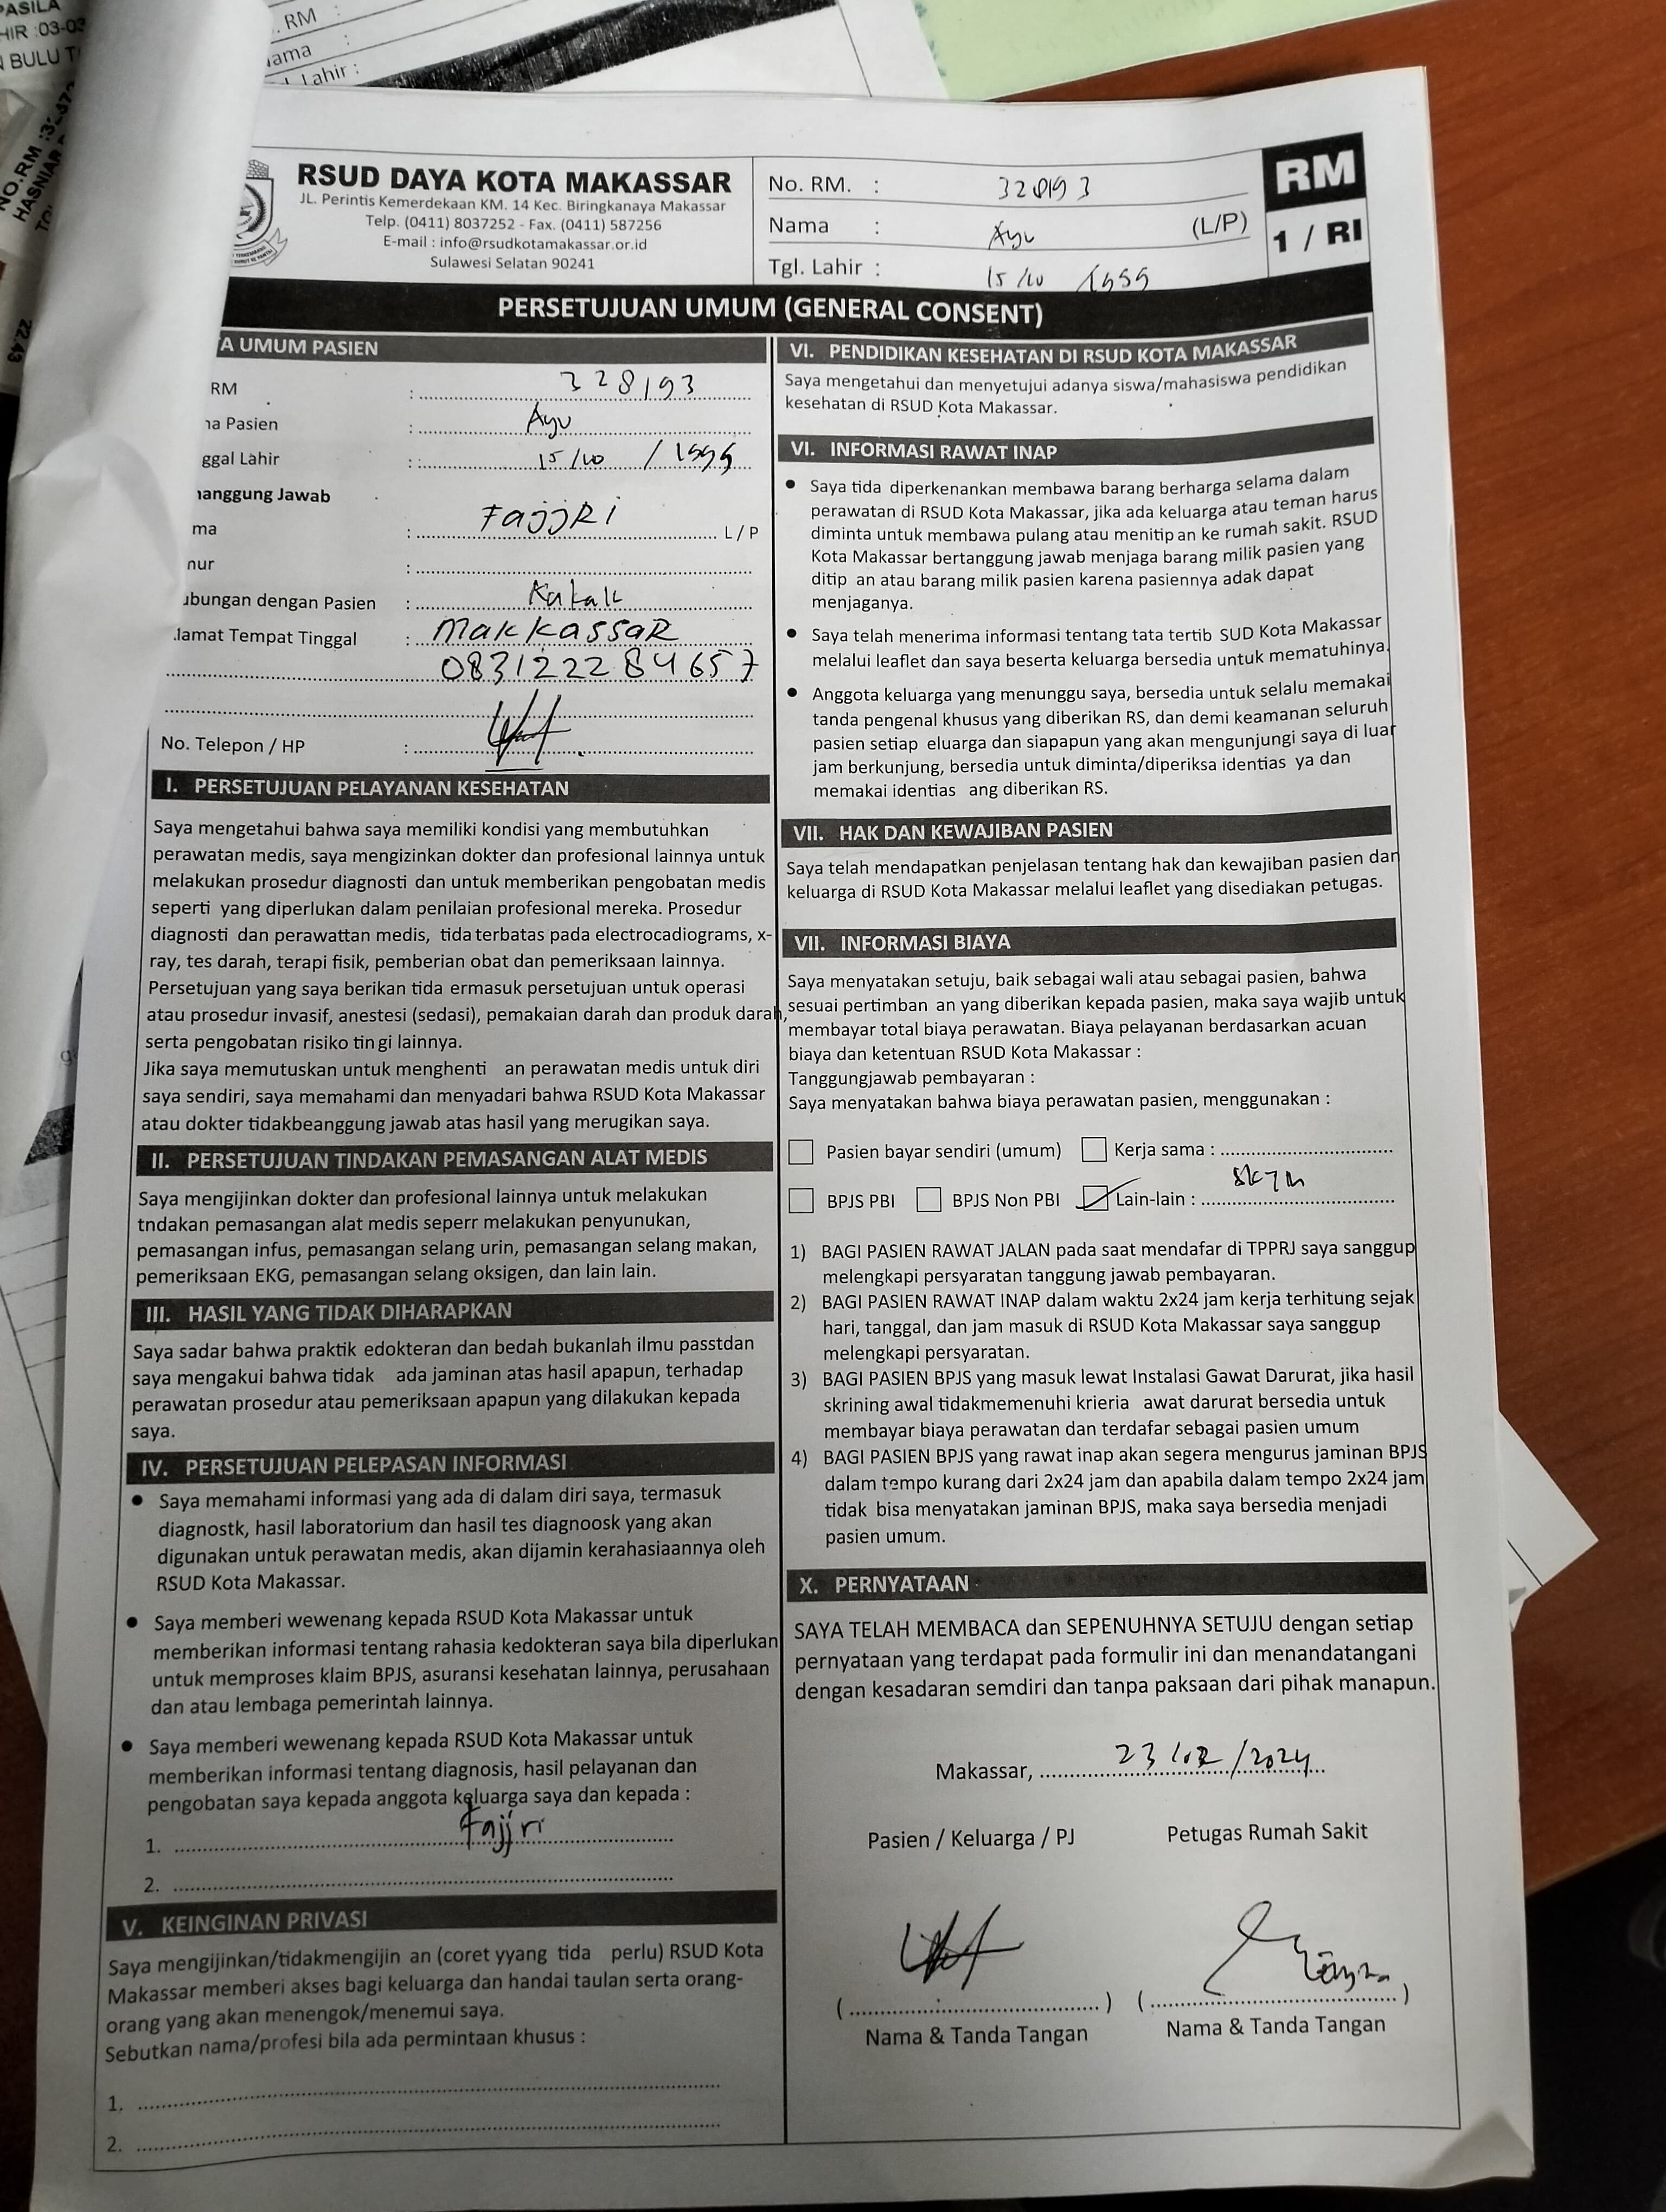 PASILA
HIR :03-03
BULU T
. RM :
ama :
Lahir :
NO.RM
HASNIAR
22.43
RSUD DAYA KOTA MAKASSAR
JL. Perintis Kemerdekaan KM. 14 Kec. Biringkanaya Makassar
Telp. (0411) 8037252 - Fax. (0411) 587256
E-mail : info@rsudkotamakassar.or.id
Sulawesi Selatan 90241
No. RM. : 328193
Nama : Ayu (L/P)
Tgl. Lahir : 15/10
RM
1 / RI
PERSETUJUAN UMUM (GENERAL CONSENT)
A UMUM PASIEN
RM : 328193
na Pasien : Ayu
ggal Lahir : 15/10
nanggung Jawab
ma : Fajjri L / P
nur :
ubungan dengan Pasien : Kakak
lamat Tempat Tinggal : Makkassar
083122284657
No. Telepon / HP :
I. PERSETUJUAN PELAYANAN KESEHATAN
Saya mengetahui bahwa saya memiliki kondisi yang membutuhkan
perawatan medis, saya mengizinkan dokter dan profesional lainnya untuk
melakukan prosedur diagnosti dan untuk memberikan pengobatan medis
seperti yang diperlukan dalam penilaian profesional mereka. Prosedur
diagnosti dan perawattan medis, tida terbatas pada electrocadiograms, x-
ray, tes darah, terapi fisik, pemberian obat dan pemeriksaan lainnya.
Persetujuan yang saya berikan tida ermasuk persetujuan untuk operasi
atau prosedur invasif, anestesi (sedasi), pemakaian darah dan produk darah,
serta pengobatan risiko tin gi lainnya.
Jika saya memutuskan untuk menghenti an perawatan medis untuk diri
saya sendiri, saya memahami dan menyadari bahwa RSUD Kota Makassar
atau dokter tidakbeanggung jawab atas hasil yang merugikan saya.
II. PERSETUJUAN TINDAKAN PEMASANGAN ALAT MEDIS
Saya mengijinkan dokter dan profesional lainnya untuk melakukan
tndakan pemasangan alat medis seperr melakukan penyunukan,
pemasangan infus, pemasangan selang urin, pemasangan selang makan,
pemeriksaan EKG, pemasangan selang oksigen, dan lain lain.
III. HASIL YANG TIDAK DIHARAPKAN
Saya sadar bahwa praktik edokteran dan bedah bukanlah ilmu passtdan
saya mengakui bahwa tidak ada jaminan atas hasil apapun, terhadap
perawatan prosedur atau pemeriksaan apapun yang dilakukan kepada
saya.
IV. PERSETUJUAN PELEPASAN INFORMASI
• Saya memahami informasi yang ada di dalam diri saya, termasuk
diagnostk, hasil laboratorium dan hasil tes diagnoosk yang akan
digunakan untuk perawatan medis, akan dijamin kerahasiaannya oleh
RSUD Kota Makassar.
• Saya memberi wewenang kepada RSUD Kota Makassar untuk
memberikan informasi tentang rahasia kedokteran saya bila diperlukan
untuk memproses klaim BPJS, asuransi kesehatan lainnya, perusahaan
dan atau lembaga pemerintah lainnya.
• Saya memberi wewenang kepada RSUD Kota Makassar untuk
memberikan informasi tentang diagnosis, hasil pelayanan dan
pengobatan saya kepada anggota keluarga saya dan kepada :
1. Fajjri
2.
V. KEINGINAN PRIVASI
Saya mengijinkan/tidakmengijin an (coret yyang tida perlu) RSUD Kota
Makassar memberi akses bagi keluarga dan handai taulan serta orang-
orang yang akan menengok/menemui saya.
Sebutkan nama/profesi bila ada permintaan khusus :
1.
2.
VI. PENDIDIKAN KESEHATAN DI RSUD KOTA MAKASSAR
Saya mengetahui dan menyetujui adanya siswa/mahasiswa pendidikan
kesehatan di RSUD Kota Makassar.
VI. INFORMASI RAWAT INAP
• Saya tida diperkenankan membawa barang berharga selama dalam
perawatan di RSUD Kota Makassar, jika ada keluarga atau teman harus
diminta untuk membawa pulang atau menitip an ke rumah sakit. RSUD
Kota Makassar bertanggung jawab menjaga barang milik pasien yang
ditip an atau barang milik pasien karena pasiennya adak dapat
menjaganya.
• Saya telah menerima informasi tentang tata tertib SUD Kota Makassar
melalui leaflet dan saya beserta keluarga bersedia untuk mematuhinya.
• Anggota keluarga yang menunggu saya, bersedia untuk selalu memakai
tanda pengenal khusus yang diberikan RS, dan demi keamanan seluruh
pasien setiap eluarga dan siapapun yang akan mengunjungi saya di luar
jam berkunjung, bersedia untuk diminta/diperiksa identias ya dan
memakai identias ang diberikan RS.
VII. HAK DAN KEWAJIBAN PASIEN
Saya telah mendapatkan penjelasan tentang hak dan kewajiban pasien dan
keluarga di RSUD Kota Makassar melalui leaflet yang disediakan petugas.
VII. INFORMASI BIAYA
Saya menyatakan setuju, baik sebagai wali atau sebagai pasien, bahwa
sesuai pertimban an yang diberikan kepada pasien, maka saya wajib untuk
membayar total biaya perawatan. Biaya pelayanan berdasarkan acuan
biaya dan ketentuan RSUD Kota Makassar :
Tanggungjawab pembayaran :
Saya menyatakan bahwa biaya perawatan pasien, menggunakan :
Pasien bayar sendiri (umum) Kerja sama :
BPJS PBI BPJS Non PBI Lain-lain :
1) BAGI PASIEN RAWAT JALAN pada saat mendafar di TPPRJ saya sanggup
melengkapi persyaratan tanggung jawab pembayaran.
2) BAGI PASIEN RAWAT INAP dalam waktu 2x24 jam kerja terhitung sejak
hari, tanggal, dan jam masuk di RSUD Kota Makassar saya sanggup
melengkapi persyaratan.
3) BAGI PASIEN BPJS yang masuk lewat Instalasi Gawat Darurat, jika hasil
skrining awal tidakmemenuhi krieria awat darurat bersedia untuk
membayar biaya perawatan dan terdafar sebagai pasien umum
4) BAGI PASIEN BPJS yang rawat inap akan segera mengurus jaminan BPJS
dalam tempo kurang dari 2x24 jam dan apabila dalam tempo 2x24 jam
tidak bisa menyatakan jaminan BPJS, maka saya bersedia menjadi
pasien umum.
X. PERNYATAAN
SAYA TELAH MEMBACA dan SEPENUHNYA SETUJU dengan setiap
pernyataan yang terdapat pada formulir ini dan menandatangani
dengan kesadaran semdiri dan tanpa paksaan dari pihak manapun.
Makassar, 23/02/2024
Pasien / Keluarga / PJ Petugas Rumah Sakit
Nama & Tanda Tangan Nama & Tanda Tangan